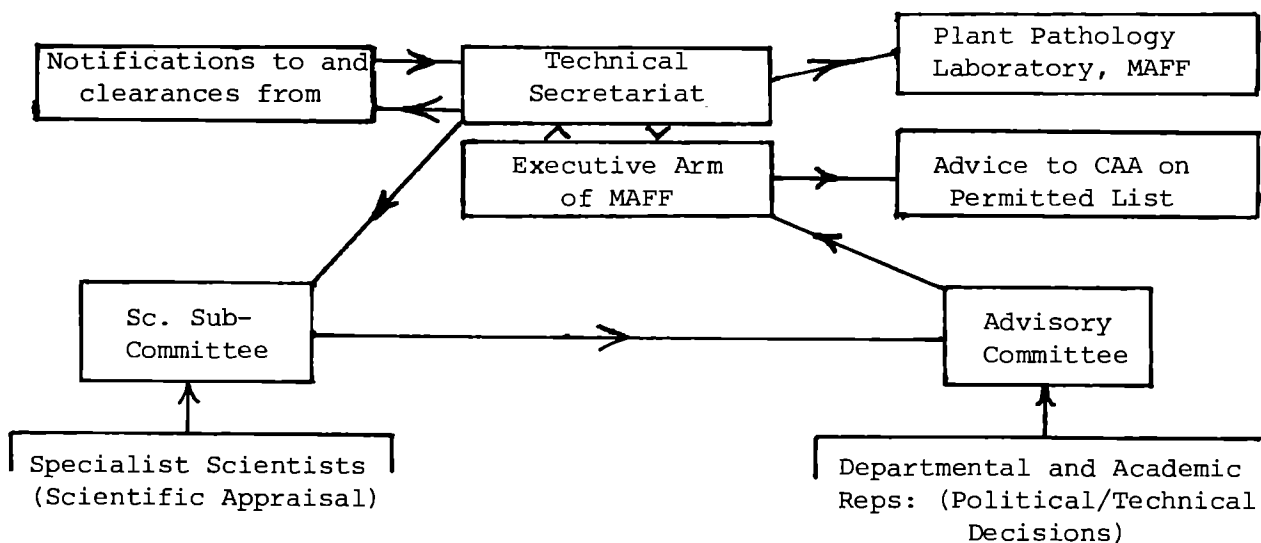 Notifications to and
clearances from
Technical
Secretariat
Plant Pathology
Laboratory, MAFF
Executive Arm
of MAFF
Advice to CAA on
Permitted List
Sc. Sub-
Committee
Advisory
Committee
Specialist Scientists
(Scientific Appraisal)
Departmental and Academic
Reps: (Political/Technical
Decisions)